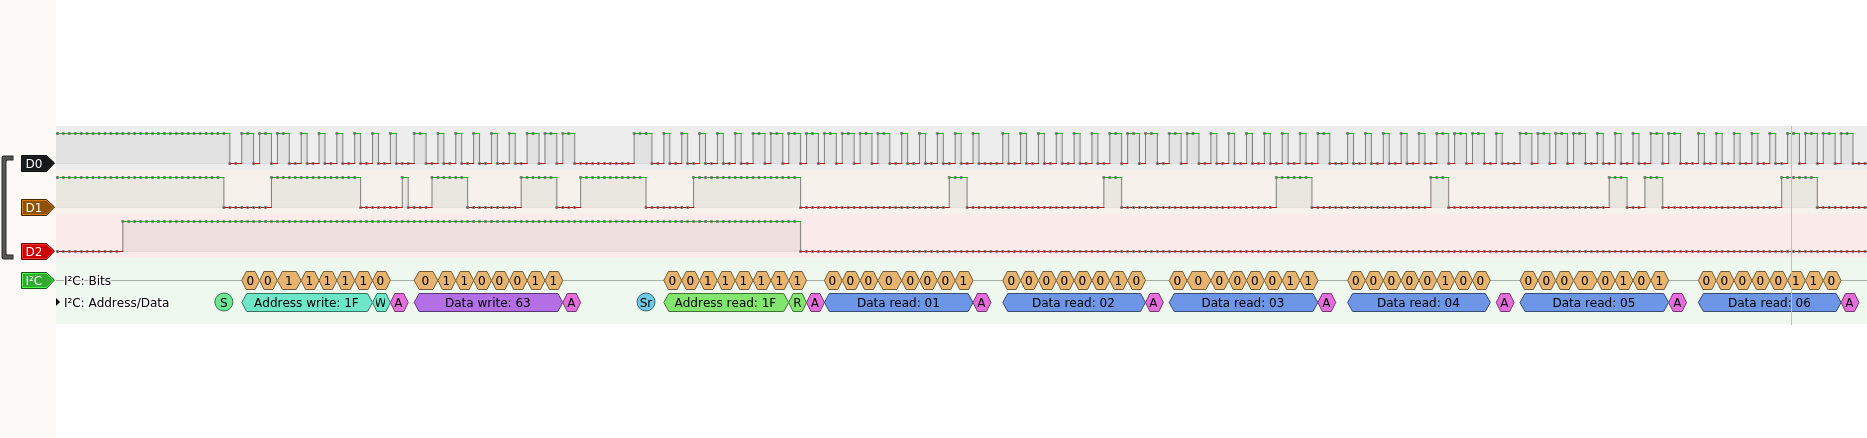 D0
D1
D2
I²C I²C: Bits 0 0 1 1 1 1 1 0 0 1 1 0 0 0 1 1 0 0 1 1 1 1 1 1 0 0 0 0 0 0 0 1 0 0 0 0 0 0 1 0 0 0 0 0 0 0 1 1 0 0 0 0 0 1 0 0 0 0 0 0 0 1 0 1 0 0 0 0 0 1 1 0
I²C: Address/Data S Address write: 1F W A Data write: 63 A Sr Address read: 1F R A Data read: 01 A Data read: 02 A Data read: 03 A Data read: 04 A Data read: 05 A Data read: 06 A